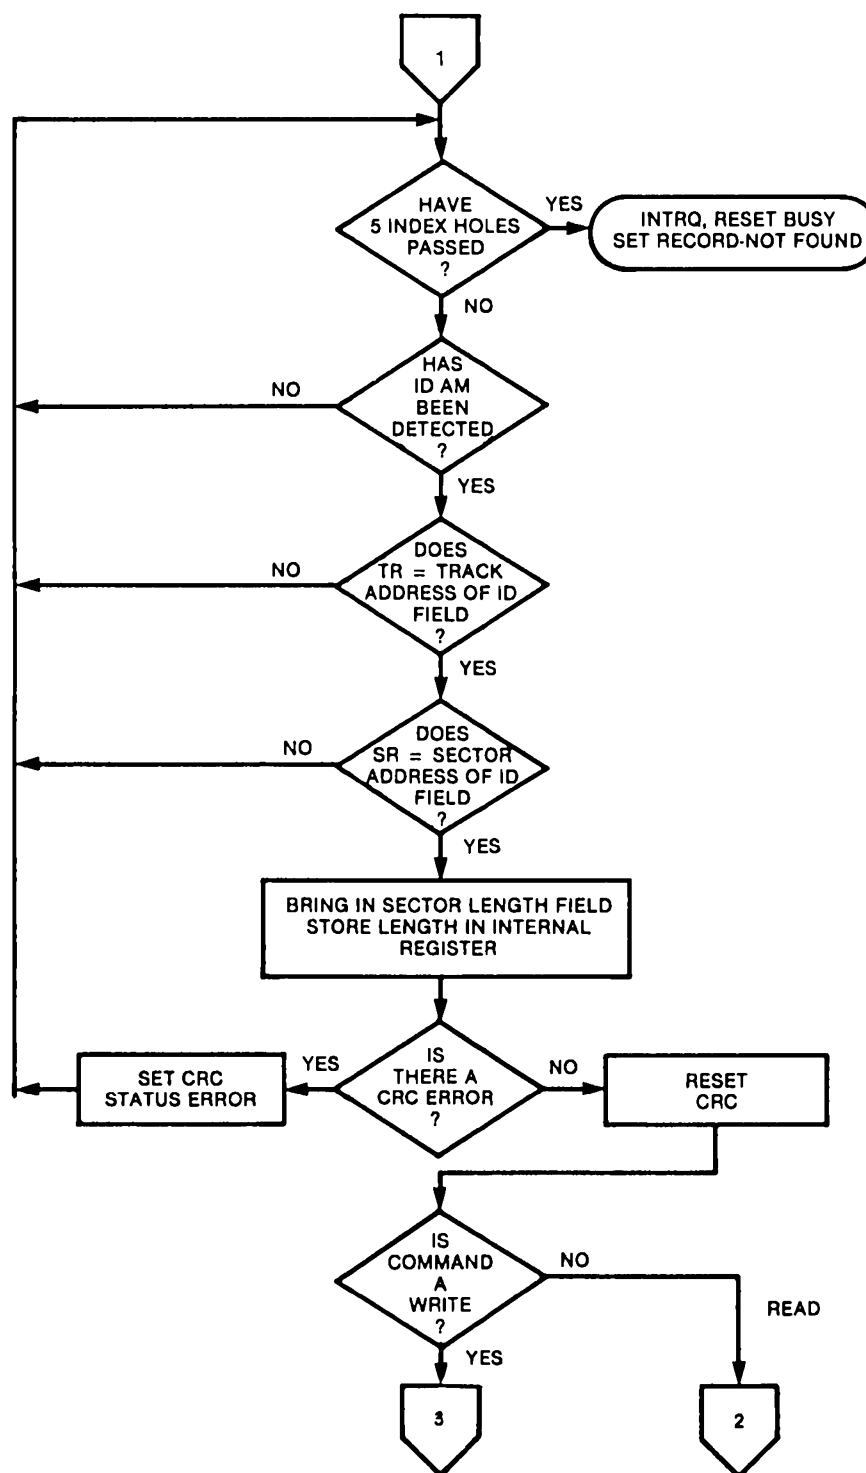 1
HAVE
5 INDEX HOLES
PASSED
?
YES
INTRQ, RESET BUSY
SET RECORD-NOT FOUND
NO
HAS
ID AM
BEEN
DETECTED
?
NO
YES
DOES
TR = TRACK
ADDRESS OF ID
FIELD
?
NO
YES
DOES
SR = SECTOR
ADDRESS OF ID
FIELD
?
NO
YES
BRING IN SECTOR LENGTH FIELD
STORE LENGTH IN INTERNAL
REGISTER
IS
THERE A
CRC ERROR
?
YES
SET CRC
STATUS ERROR
NO
RESET
CRC
IS
COMMAND
A
WRITE
?
NO
READ
YES
3
2